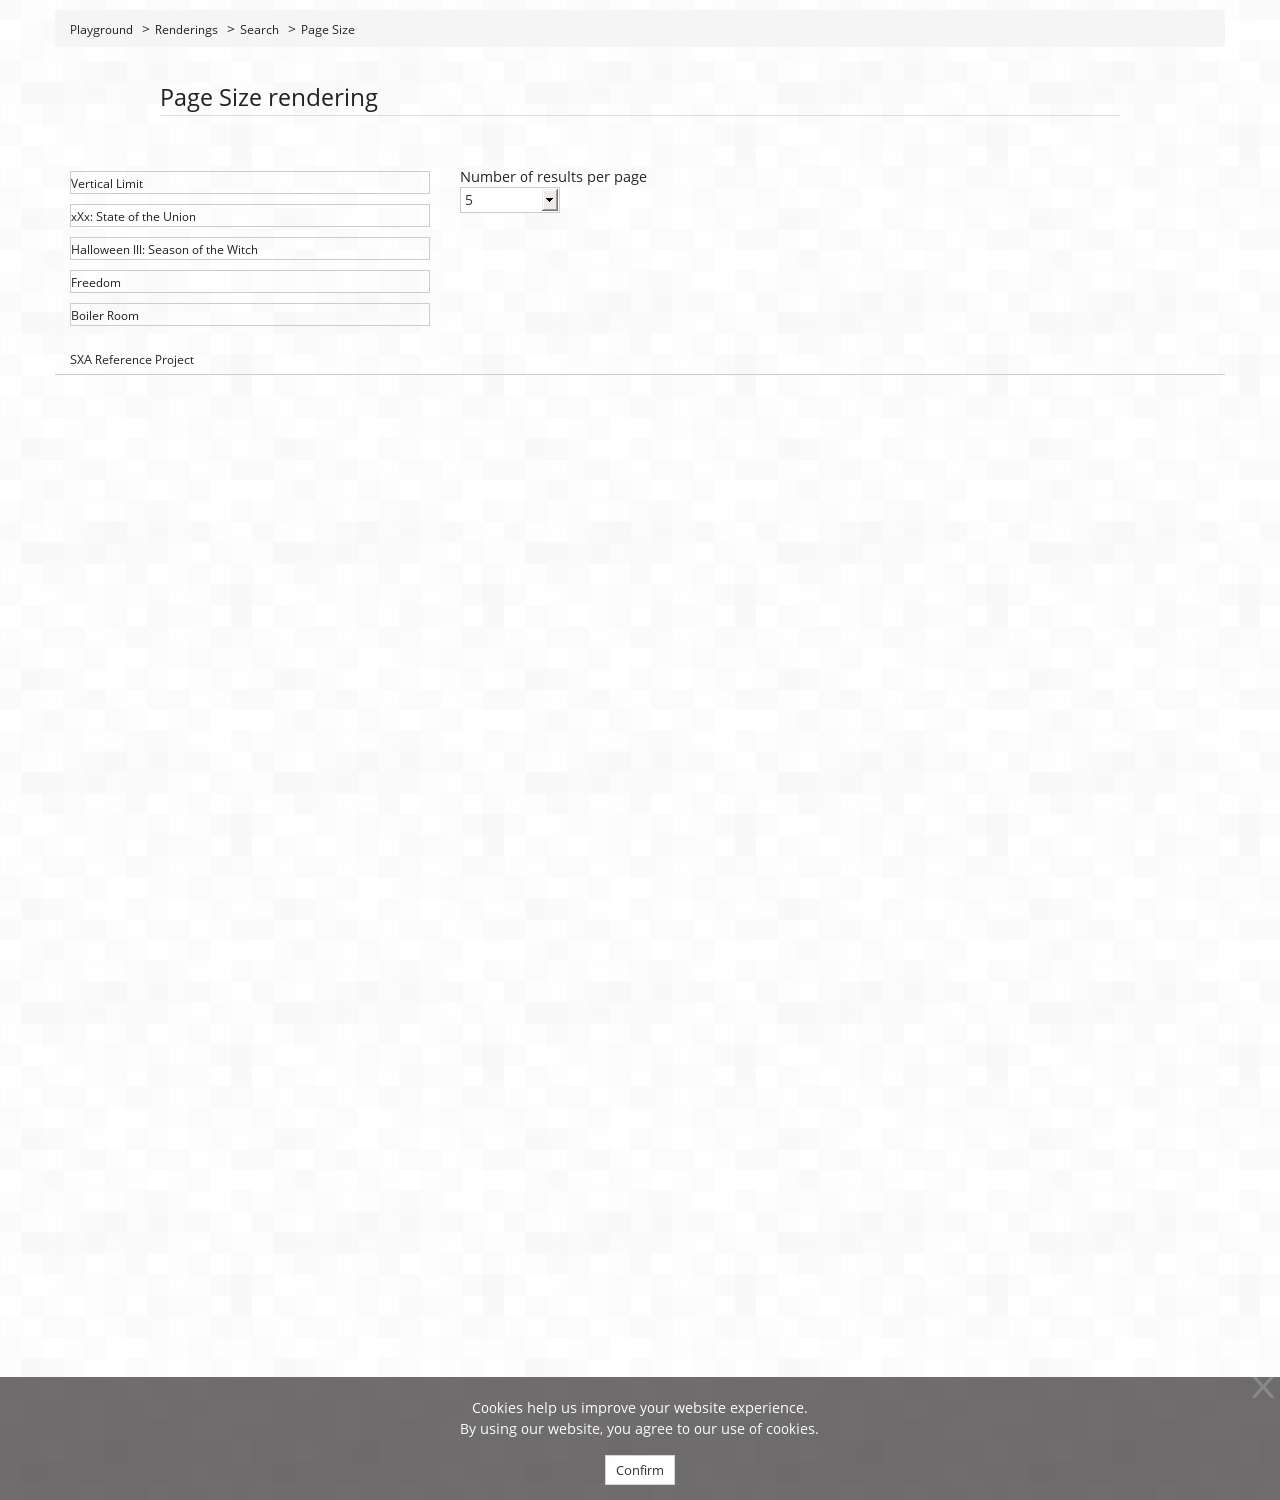 Playground > Renderings > Search > Page Size
Page Size rendering
Vertical Limit
xXx: State of the Union
Halloween III: Season of the Witch
Freedom
Boiler Room
Number of results per page
5
SXA Reference Project
Cookies help us improve your website experience.
By using our website, you agree to our use of cookies.
Confirm